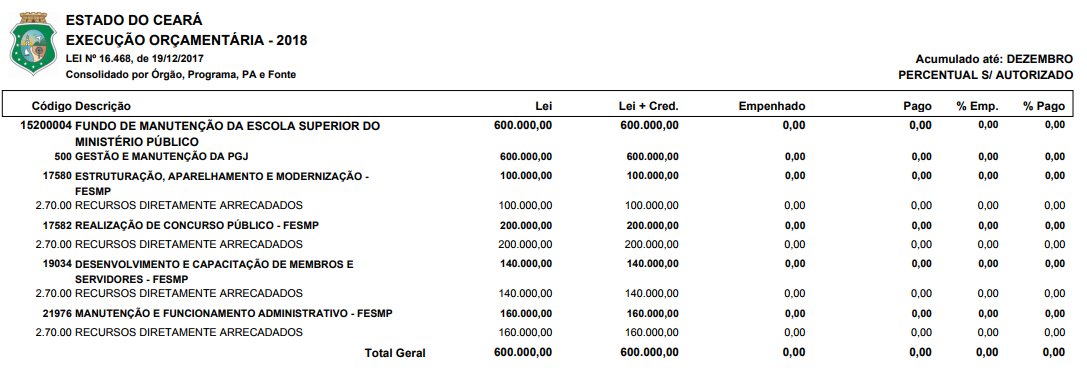 ESTADO DO CEARÁ
EXECUÇÃO ORÇAMENTÁRIA - 2018
LEI Nº 16.468, de 19/12/2017
Consolidado por Órgão, Programa, PA e Fonte
Acumulado até: DEZEMBRO
PERCENTUAL S/ AUTORIZADO
Código Descrição Lei Lei + Cred. Empenhado Pago % Emp. % Pago
15200004 FUNDO DE MANUTENÇÃO DA ESCOLA SUPERIOR DO 600.000,00 600.000,00 0,00 0,00 0,00 0,00
MINISTÉRIO PÚBLICO
500 GESTÃO E MANUTENÇÃO DA PGJ 600.000,00 600.000,00 0,00 0,00 0,00 0,00
17580 ESTRUTURAÇÃO, APARELHAMENTO E MODERNIZAÇÃO - 100.000,00 100.000,00 0,00 0,00 0,00 0,00
FESMP
2.70.00 RECURSOS DIRETAMENTE ARRECADADOS 100.000,00 100.000,00 0,00 0,00 0,00 0,00
17582 REALIZAÇÃO DE CONCURSO PÚBLICO - FESMP 200.000,00 200.000,00 0,00 0,00 0,00 0,00
2.70.00 RECURSOS DIRETAMENTE ARRECADADOS 200.000,00 200.000,00 0,00 0,00 0,00 0,00
19034 DESENVOLVIMENTO E CAPACITAÇÃO DE MEMBROS E 140.000,00 140.000,00 0,00 0,00 0,00 0,00
SERVIDORES - FESMP
2.70.00 RECURSOS DIRETAMENTE ARRECADADOS 140.000,00 140.000,00 0,00 0,00 0,00 0,00
21976 MANUTENÇÃO E FUNCIONAMENTO ADMINISTRATIVO - FESMP 160.000,00 160.000,00 0,00 0,00 0,00 0,00
2.70.00 RECURSOS DIRETAMENTE ARRECADADOS 160.000,00 160.000,00 0,00 0,00 0,00 0,00
Total Geral 600.000,00 600.000,00 0,00 0,00 0,00 0,00